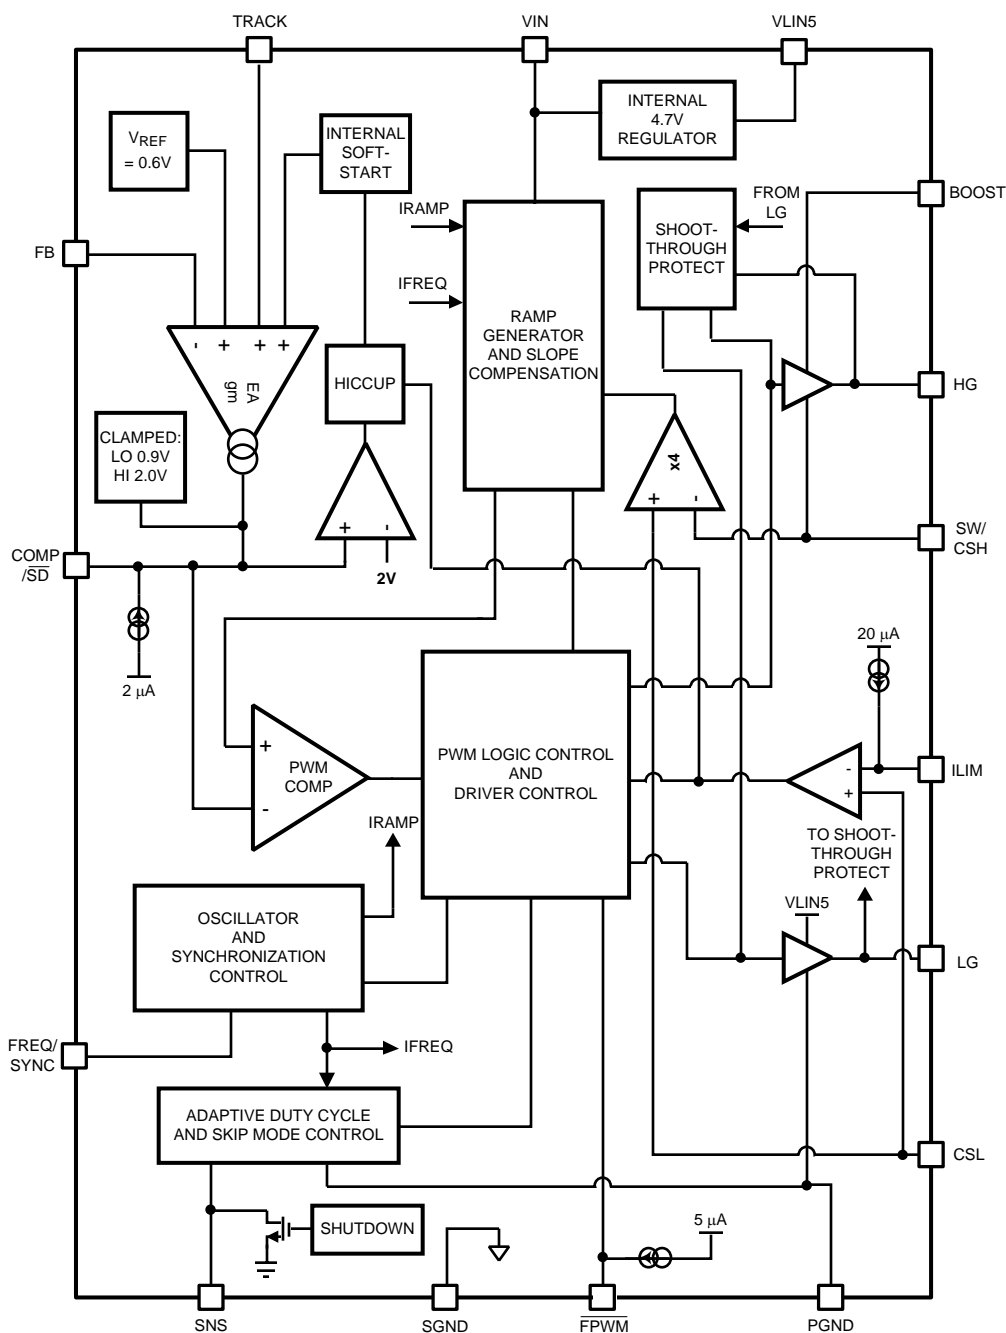 TRACK
VIN
VLIN5
INTERNAL
4.7V
REGULATOR
VREF
= 0.6V
INTERNAL
SOFT-
START
FROM
LG
BOOST
IRAMP
SHOOT-
THROUGH
PROTECT
FB
IFREQ
RAMP
GENERATOR
AND SLOPE
COMPENSATION
- + + +
EA
gm
HICCUP
HG
CLAMPED:
LO 0.9V
HI 2.0V
x4
+ -
+ -
SW/
CSH
COMP
/SD
2V
2 µA
20 µA
+
PWM
COMP
-
PWM LOGIC CONTROL
AND
DRIVER CONTROL
-
+
ILIM
IRAMP
TO SHOOT-
THROUGH
PROTECT
OSCILLATOR
AND
SYNCHRONIZATION
CONTROL
VLIN5
LG
FREQ/
SYNC
IFREQ
ADAPTIVE DUTY CYCLE
AND SKIP MODE CONTROL
CSL
SHUTDOWN
5 µA
SNS
SGND
FPWM
PGND